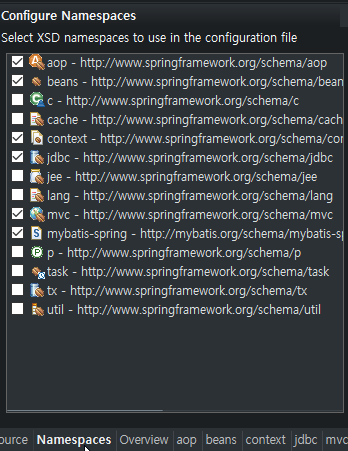 Configure Namespaces
Select XSD namespaces to use in the configuration file
aop - http://www.springframework.org/schema/aop
beans - http://www.springframework.org/schema/bean
c - http://www.springframework.org/schema/c
cache - http://www.springframework.org/schema/cach
context - http://www.springframework.org/schema/con
jdbc - http://www.springframework.org/schema/jdbc
jee - http://www.springframework.org/schema/jee
lang - http://www.springframework.org/schema/lang
mvc - http://www.springframework.org/schema/mvc
mybatis-spring - http://mybatis.org/schema/mybatis-sp
p - http://www.springframework.org/schema/p
task - http://www.springframework.org/schema/task
tx - http://www.springframework.org/schema/tx
util - http://www.springframework.org/schema/util
ource Namespaces Overview aop beans context jdbc mvc